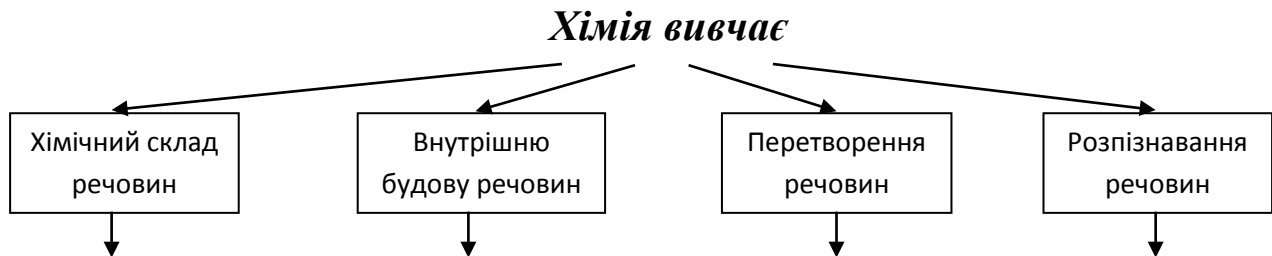 Хімія вивчає
Хімічний склад
речовин
Внутрішню
будову речовин
Перетворення
речовин
Розпізнавання
речовин